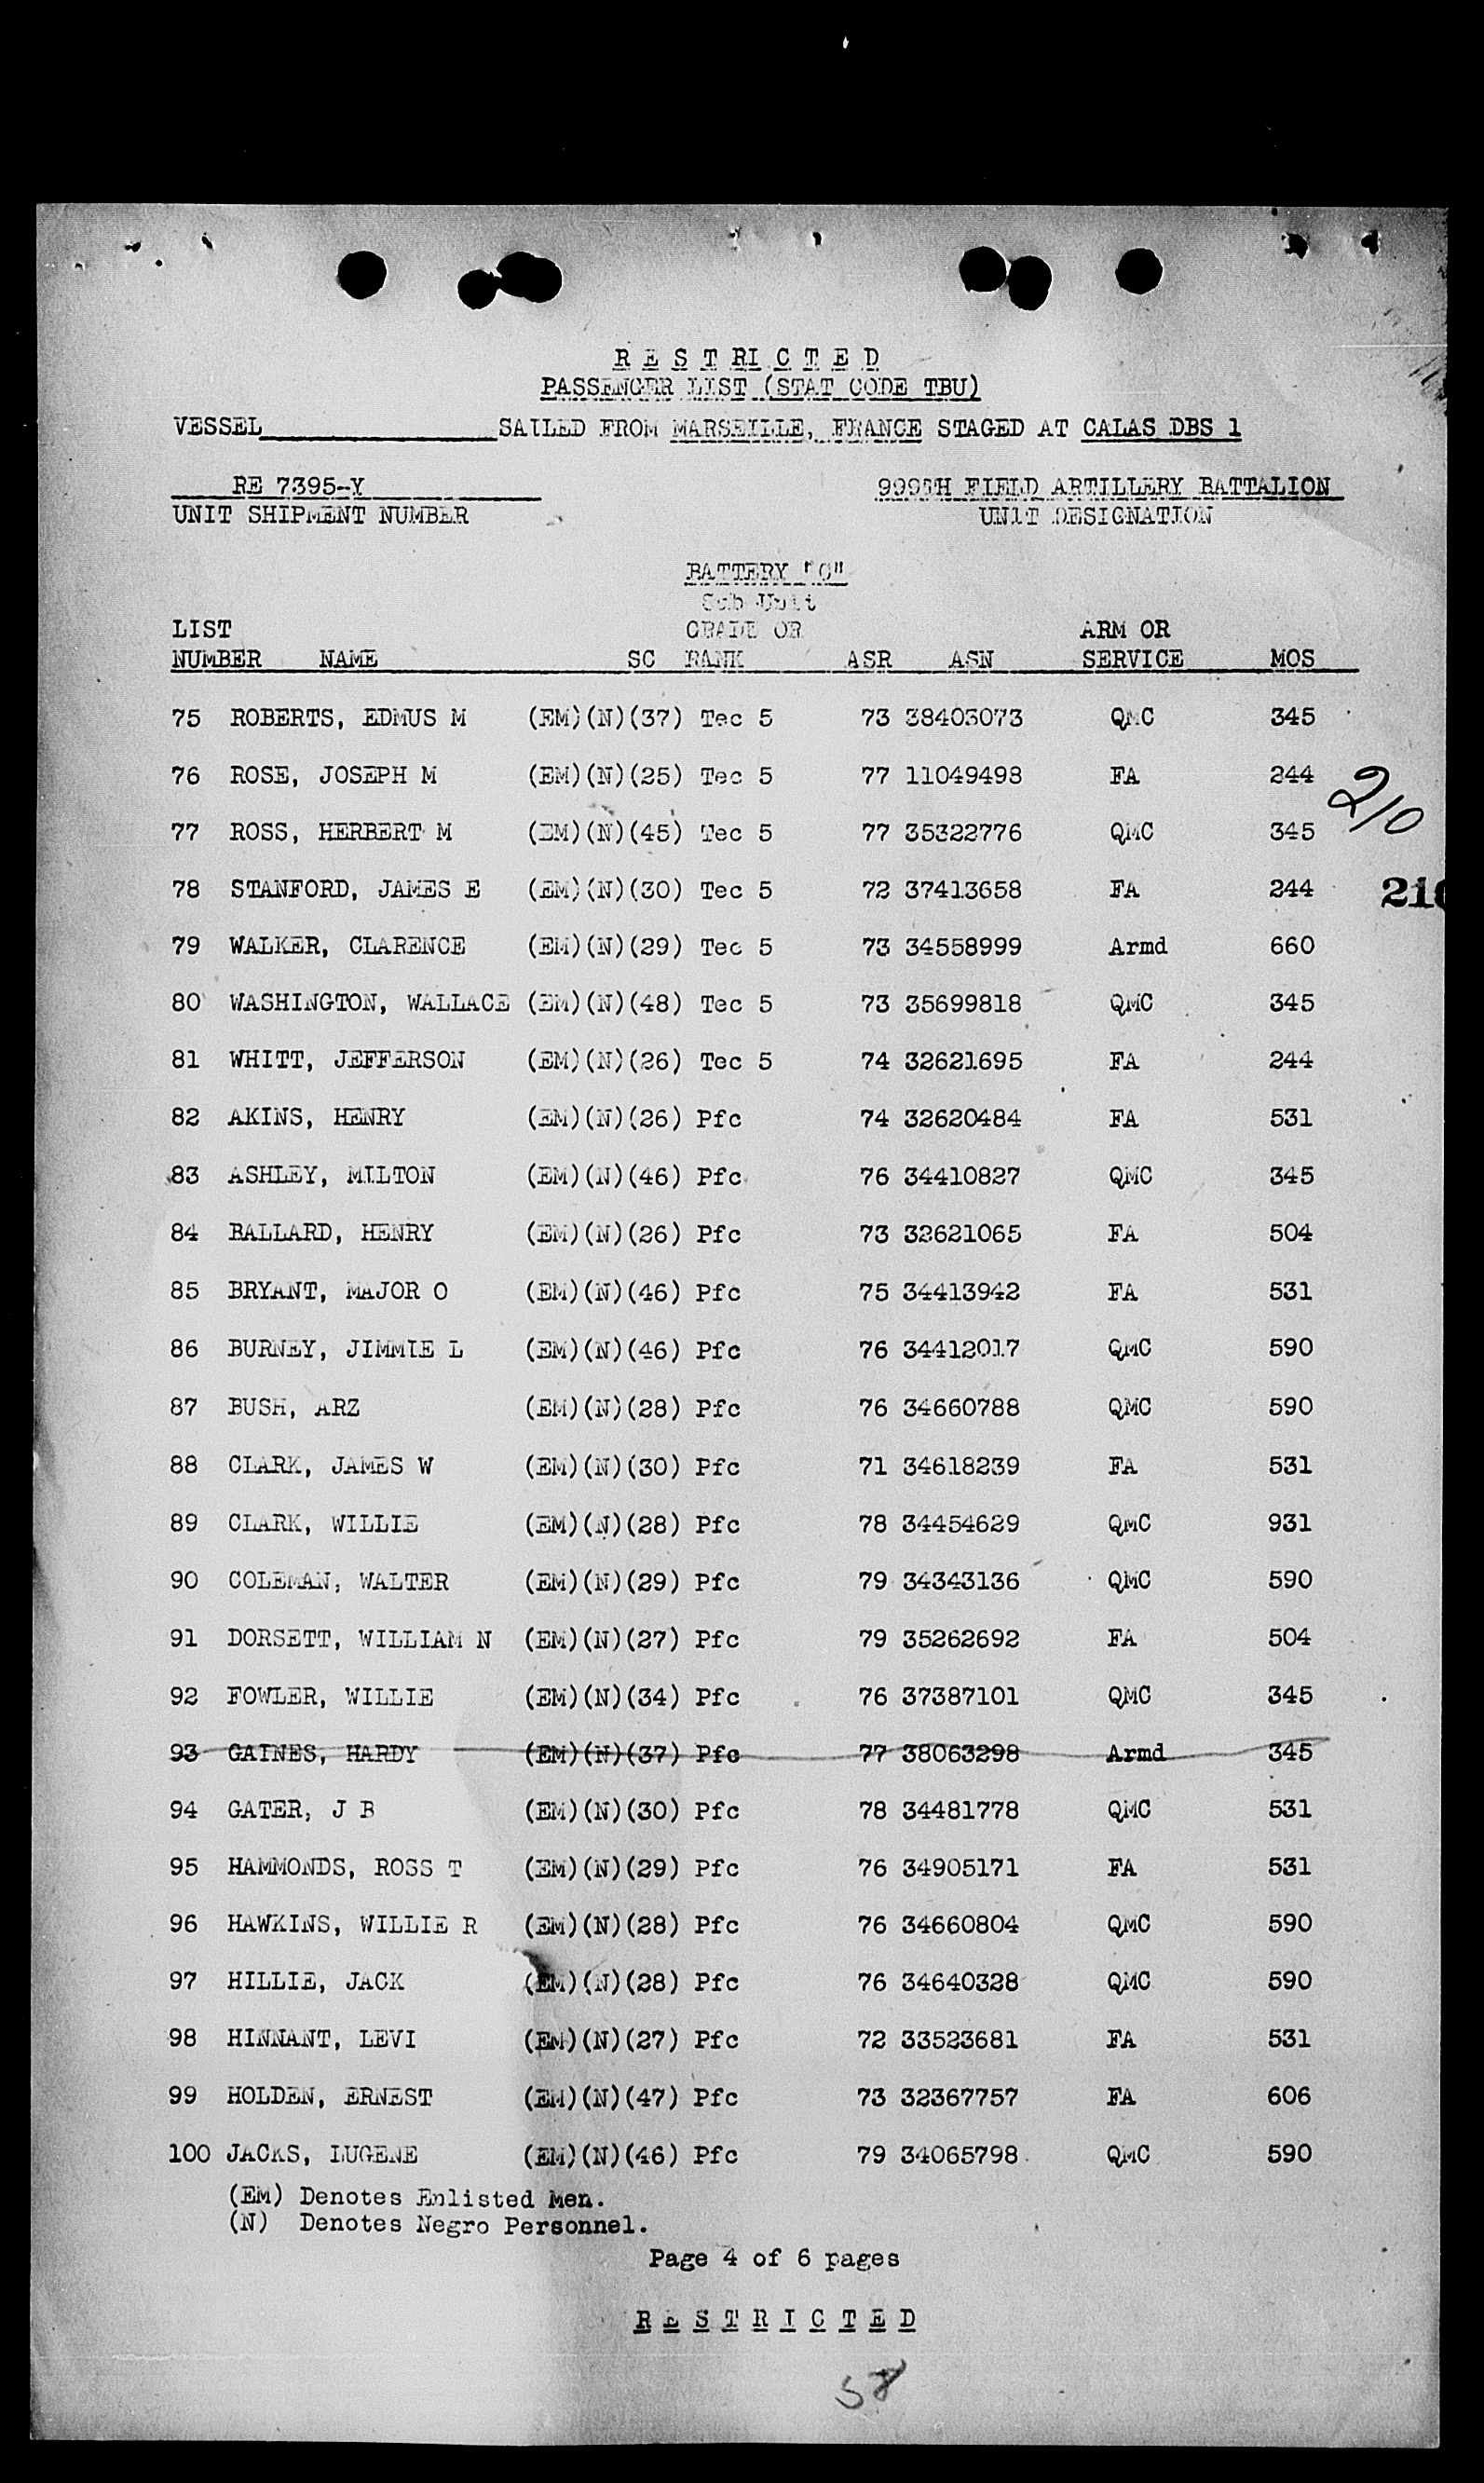 R E S T R I C T E D
PASSENGER LIST (STAT CODE TBU)
VESSEL________________SAILED FROM MARSEILLE, FRANCE STAGED AT CALAS DBS 1
RE 7395-Y 999TH FIELD ARTILLERY BATTALION
UNIT SHIPMENT NUMBER UNIT DESIGNATION
BATTERY "C"
Sub Unit
LIST GRADE OR ARM OR
NUMBER NAME SC RANK ASR ASN SERVICE MOS
75 ROBERTS, EDMUS M (EM)(N)(37) Tec 5 73 38403073 QMC 345
76 ROSE, JOSEPH M (EM)(N)(25) Tec 5 77 11049498 FA 244
210
77 ROSS, HERBERT M (EM)(N)(45) Tec 5 77 35322776 QMC 345
78 STANFORD, JAMES E (EM)(N)(30) Tec 5 72 37413658 FA 244
210
79 WALKER, CLARENCE (EM)(N)(29) Tec 5 73 34558999 Armd 660
80 WASHINGTON, WALLACE (EM)(N)(48) Tec 5 73 35699818 QMC 345
81 WHITT, JEFFERSON (EM)(N)(26) Tec 5 74 32621695 FA 244
82 AKINS, HENRY (EM)(N)(26) Pfc 74 32620484 FA 531
83 ASHLEY, MILTON (EM)(N)(46) Pfc 76 34410827 QMC 345
84 BALLARD, HENRY (EM)(N)(26) Pfc 73 32621065 FA 504
85 BRYANT, MAJOR O (EM)(N)(46) Pfc 75 34413942 FA 531
86 BURNEY, JIMMIE L (EM)(N)(46) Pfc 76 34412017 QMC 590
87 BUSH, ARZ (EM)(N)(28) Pfc 76 34660788 QMC 590
88 CLARK, JAMES W (EM)(N)(30) Pfc 71 34618239 FA 531
89 CLARK, WILLIE (EM)(N)(28) Pfc 78 34454629 QMC 931
90 COLEMAN, WALTER (EM)(N)(29) Pfc 79 34343136 QMC 590
91 DORSETT, WILLIAM N (EM)(N)(27) Pfc 79 35262692 FA 504
92 FOWLER, WILLIE (EM)(N)(34) Pfc 76 37387101 QMC 345
93 GAINES, HARDY (EM)(N)(37) Pfc 77 38063298 Armd 345
94 GATER, J B (EM)(N)(30) Pfc 78 34481778 QMC 531
95 HAMMONDS, ROSS T (EM)(N)(29) Pfc 76 34905171 FA 531
96 HAWKINS, WILLIE R (EM)(N)(28) Pfc 76 34660804 QMC 590
97 HILLIE, JACK (EM)(N)(28) Pfc 76 34640328 QMC 590
98 HINNANT, LEVI (EM)(N)(27) Pfc 72 33523681 FA 531
99 HOLDEN, ERNEST (EM)(N)(47) Pfc 73 32367757 FA 606
100 JACKS, LUGENE (EM)(N)(46) Pfc 79 34065798 QMC 590
(EM) Denotes Enlisted Men.
(N) Denotes Negro Personnel.
Page 4 of 6 pages
R E S T R I C T E D
58